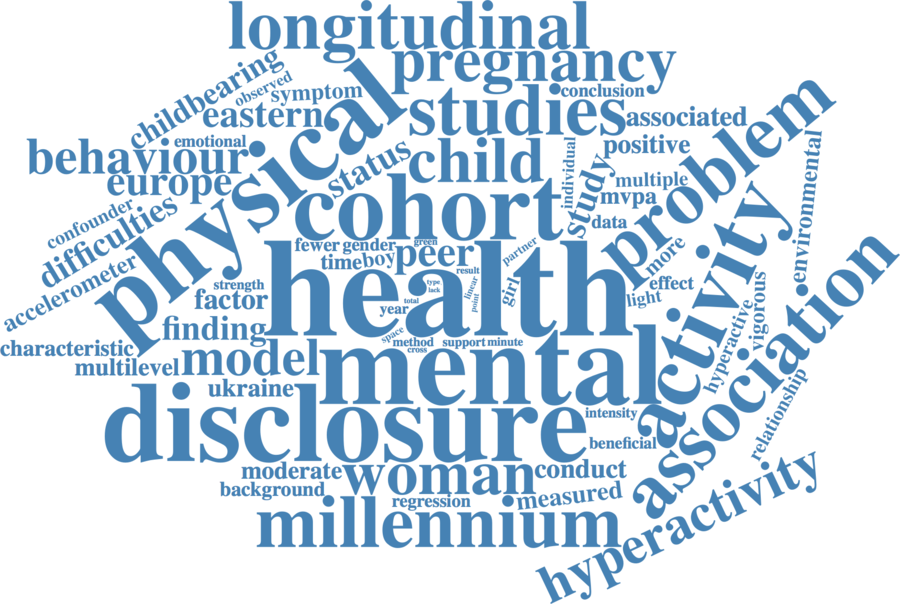 longitudinal
pregnancy
childbearing
observed
symptom
conclusion
eastern
studies
associated
physical
problem
emotional
behaviour
status
child
individual
study
positive
environmental
europe
multiple
mvpa
confounder
difficulties
cohort
data
activity
fewer
gender
green
peer
partner
more
time
boy
result
accelerometer
strength
type
lack
linear
point
girl
effect
light
factor
health
total
year
association
vigorous
hyperactive
finding
space
method
support
minute
cross
characteristic
multilevel
model
mental
ukraine
relationship
disclosure
intensity
beneficial
moderate
woman
conduct
background
regression
measured
millennium
hyperactivity